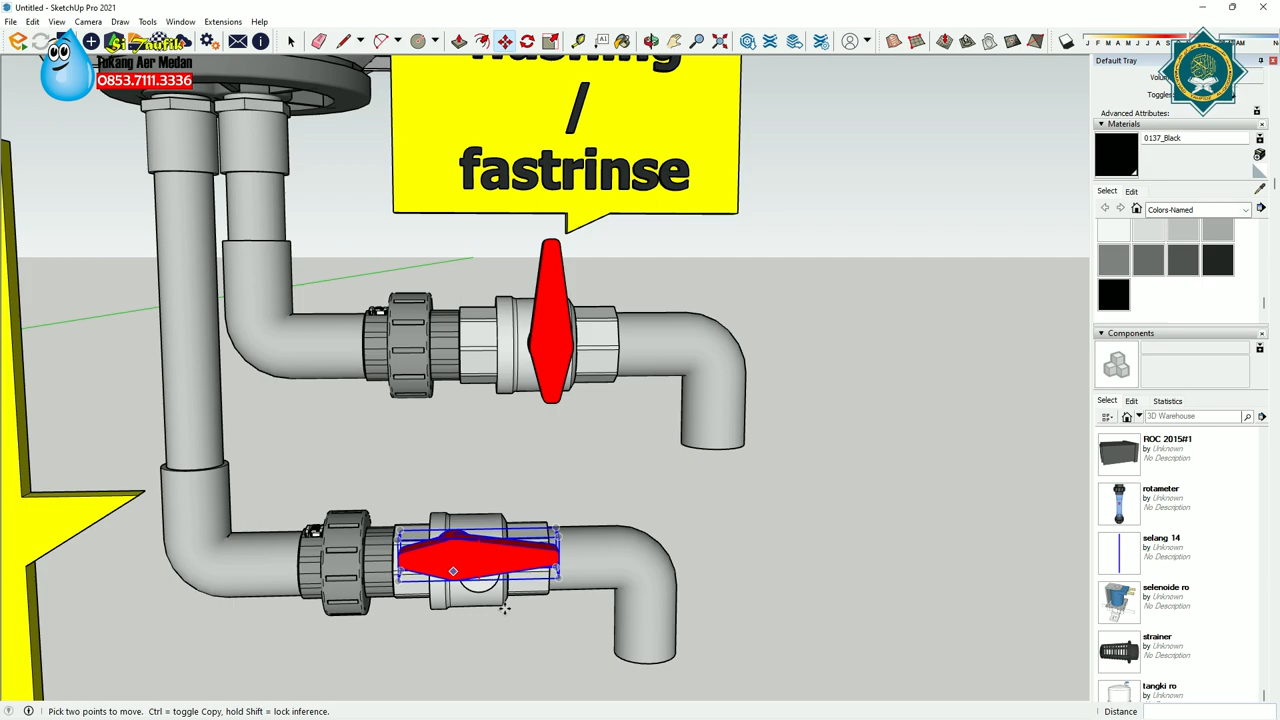 Untitled - SketchUp Pro 2021
File Edit View Camera Draw Tools Window Extensions Help
Si Taufik
Tukang Aer Medan
0853.7111.3336
/
fastrinse
Default Tray
Toggles:
Advanced Attributes:
Materials
0137_Black
Select Edit
Colors-Named
Components
Select Edit Statistics
3D Warehouse
ROC 2015#1
by Unknown
No Description
rotameter
by Unknown
No Description
selang 14
by Unknown
No Description
selenoide ro
by Unknown
No Description
strainer
by Unknown
No Description
tangki ro
by Unknown
Pick two points to move. Ctrl = toggle Copy, hold Shift = lock inference.
Distance